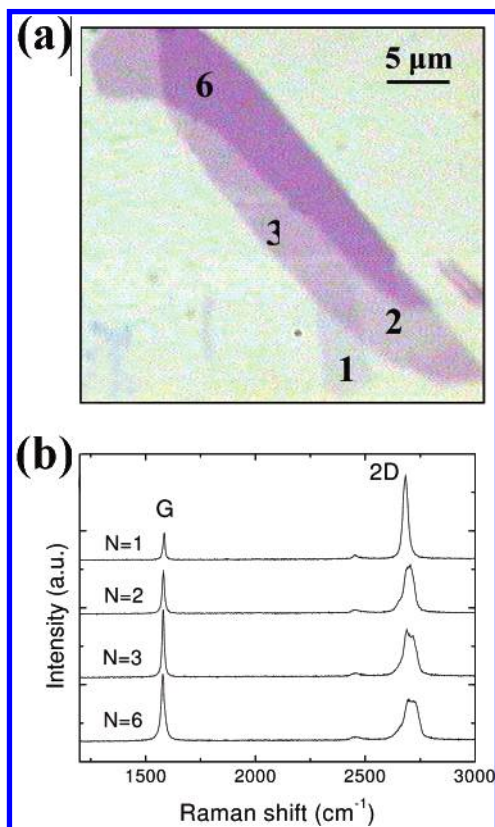 (a)
5 μm
6
3
2
1
(b)
2D
G
N=1
N=2
N=3
N=6
Intensity (a.u.)
1500 2000 2500 3000
Raman shift (cm⁻¹)